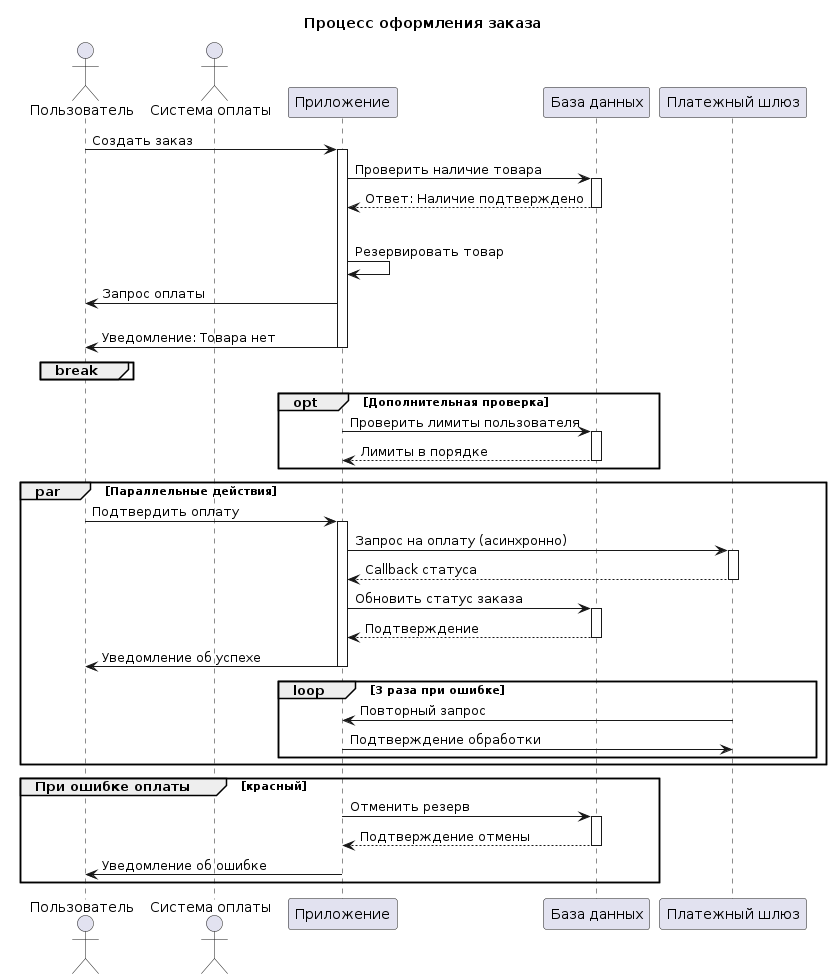 Процесс оформления заказа
Пользователь Система оплаты Приложение База данных Платежный шлюз
Создать заказ
Проверить наличие товара
Ответ: Наличие подтверждено
Резервировать товар
Запрос оплаты
Уведомление: Товара нет
break
opt [Дополнительная проверка]
Проверить лимиты пользователя
Лимиты в порядке
par [Параллельные действия]
Подтвердить оплату
Запрос на оплату (асинхронно)
Callback статуса
Обновить статус заказа
Подтверждение
Уведомление об успехе
loop [3 раза при ошибке]
Повторный запрос
Подтверждение обработки
При ошибке оплаты [красный]
Отменить резерв
Подтверждение отмены
Уведомление об ошибке
Пользователь Система оплаты Приложение База данных Платежный шлюз